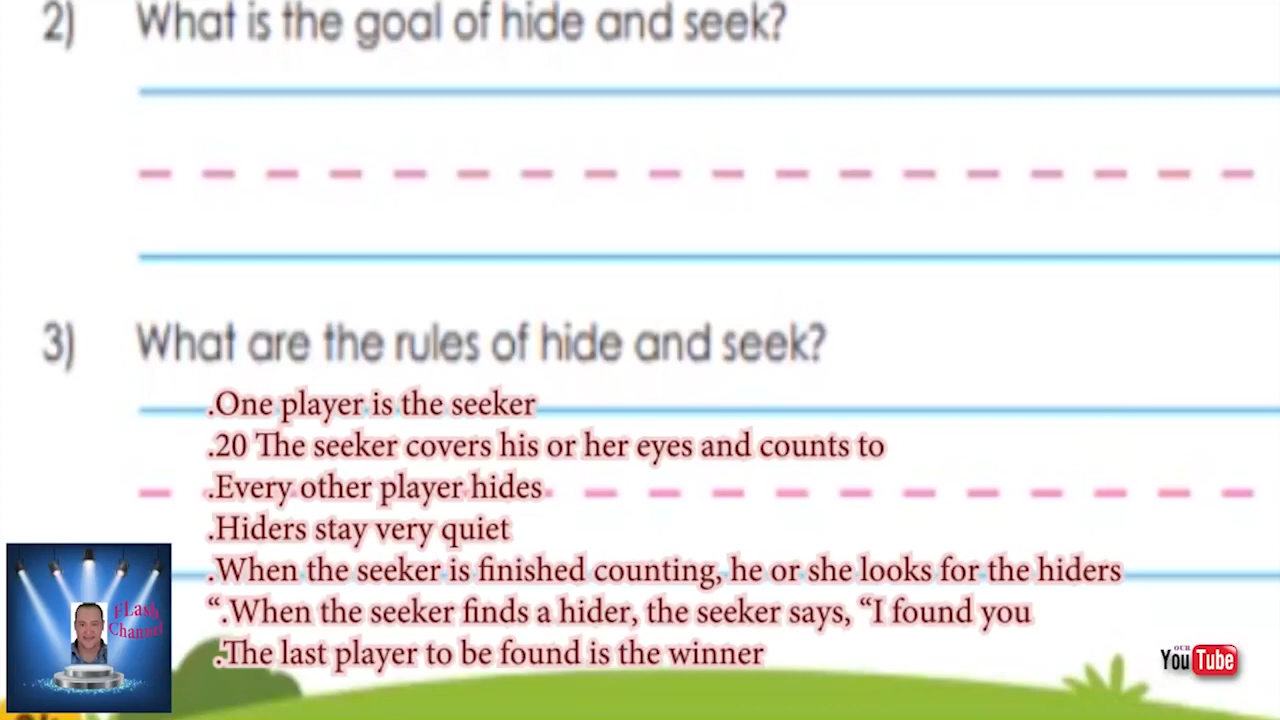 2) What is the goal of hide and seek?
3) What are the rules of hide and seek?
.One player is the seeker
.20 The seeker covers his or her eyes and counts to
.Every other player hides
.Hiders stay very quiet
.When the seeker is finished counting, he or she looks for the hiders
“.When the seeker finds a hider, the seeker says, “I found you
.The last player to be found is the winner
FLash
Channel
OUR
YouTube